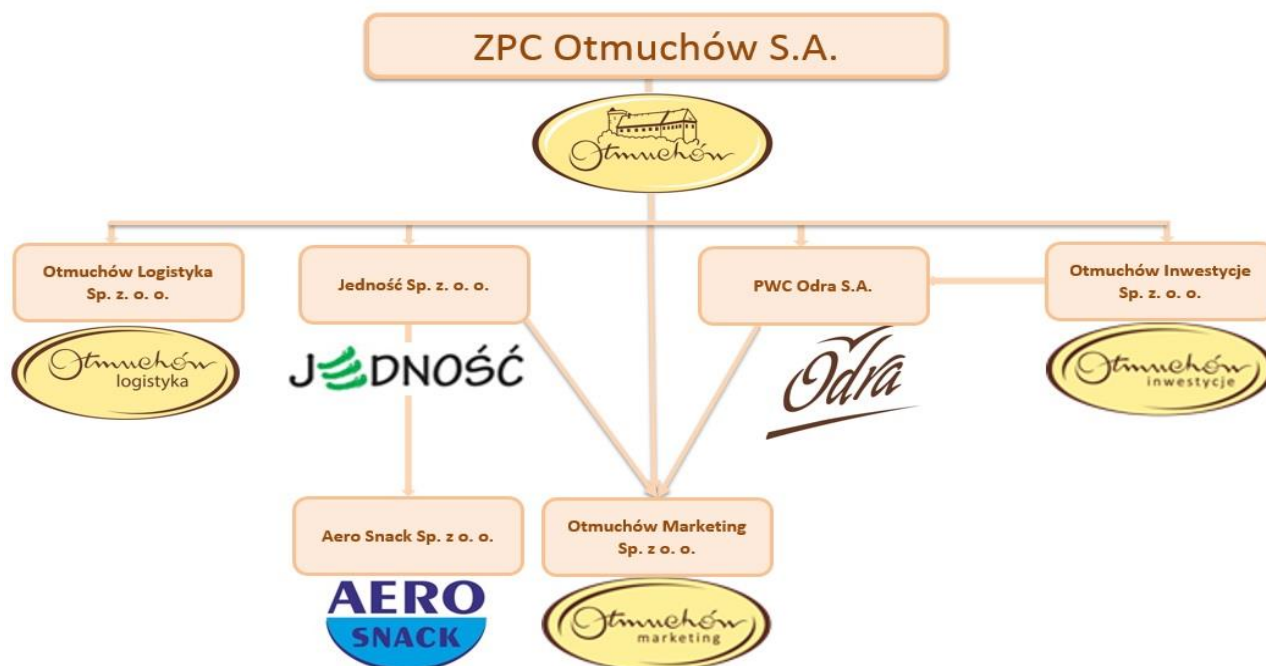 ZPC Otmuchów S.A.
Otmuchów
Otmuchów Logistyka
Sp. z. o. o.
Jedność Sp. z. o. o.
PWC Odra S.A.
Otmuchów Inwestycje
Sp. z. o. o.
Otmuchów
logistyka
JEDNOŚĆ
Odra
Otmuchów
inwestycje
Aero Snack Sp. z o. o.
Otmuchów Marketing
Sp. z o. o.
AERO
SNACK
Otmuchów
marketing